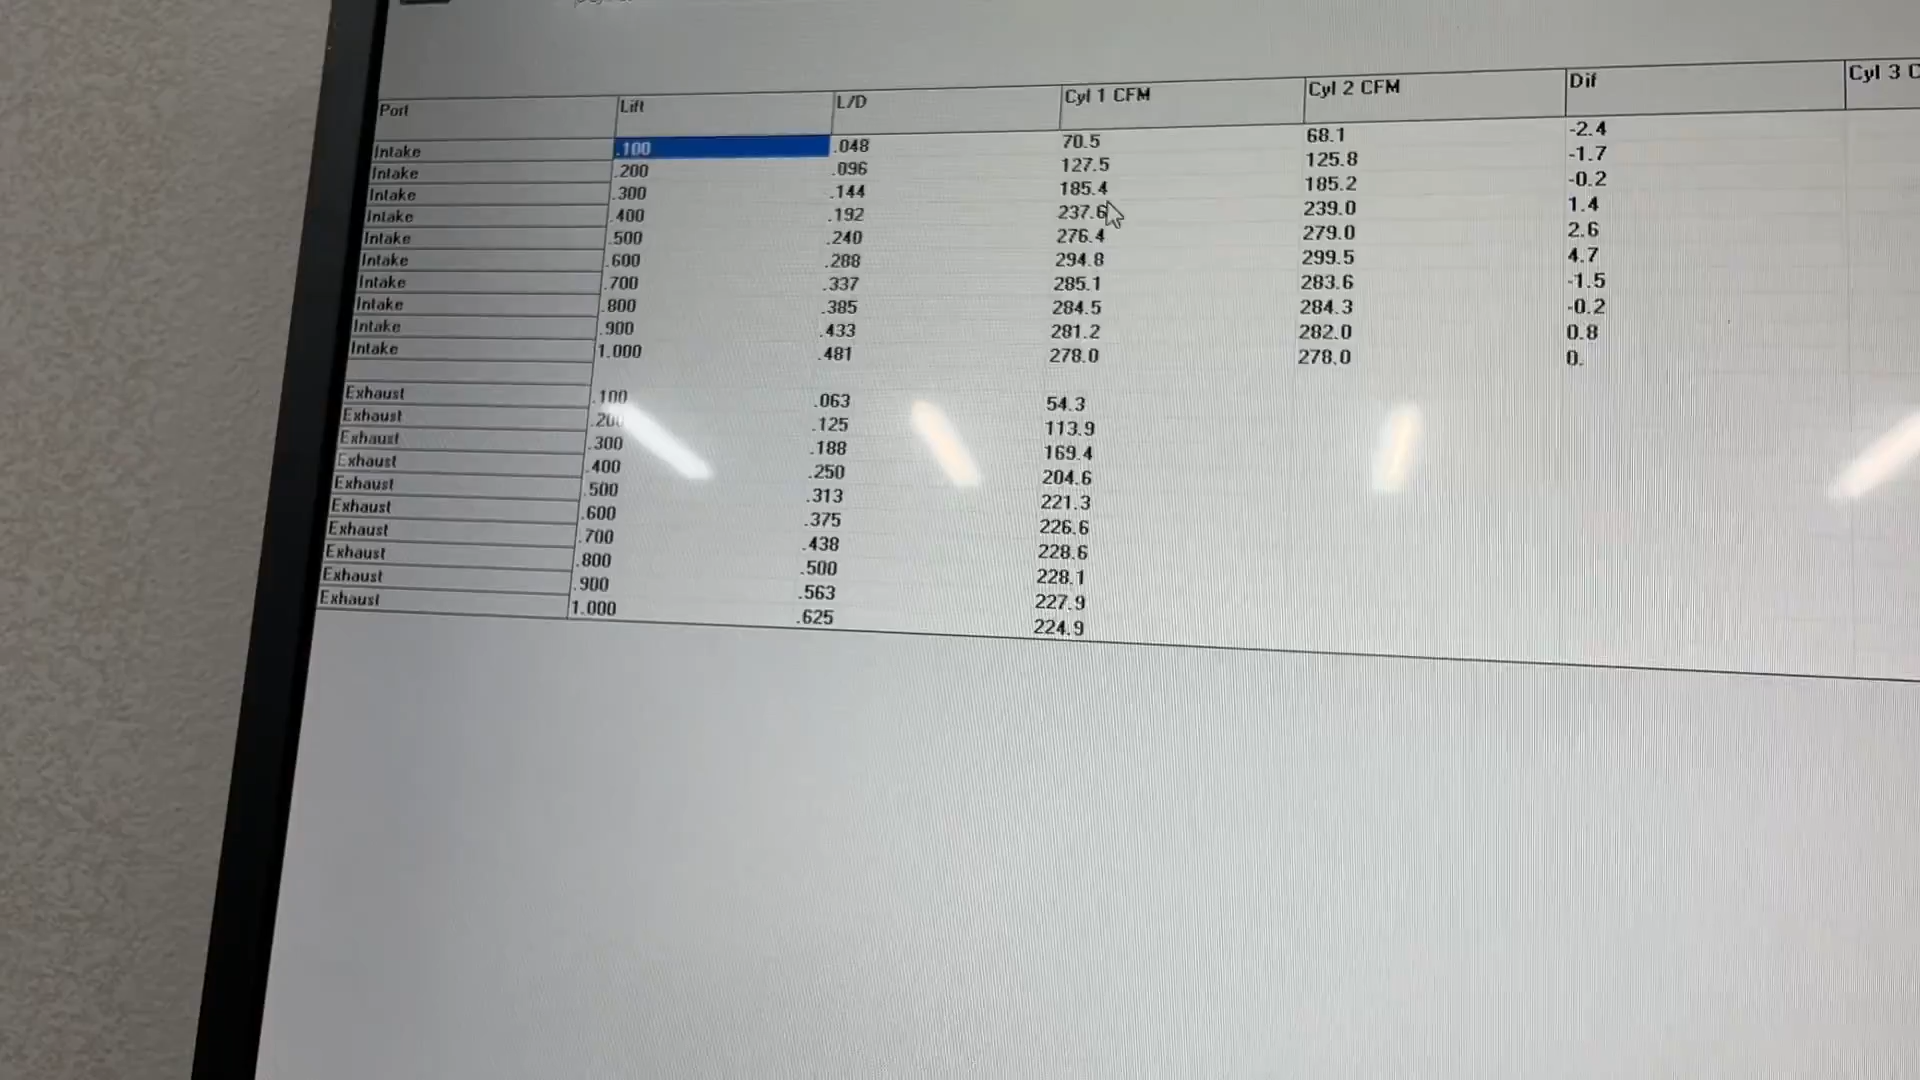 Port Lift L/D Cyl 1 CFM Cyl 2 CFM Dif Cyl 3 C
Intake .100 .048 70.5 68.1 -2.4
Intake .200 .096 127.5 125.8 -1.7
Intake .300 .144 185.4 185.2 -0.2
Intake .400 .192 237.6 239.0 1.4
Intake .500 .240 276.4 279.0 2.6
Intake .600 .288 294.8 299.5 4.7
Intake .700 .337 285.1 283.6 -1.5
Intake .800 .385 284.5 284.3 -0.2
Intake .900 .433 281.2 282.0 0.8
Intake 1.000 .481 278.0 278.0 0.
Exhaust .100 .063 54.3
Exhaust .200 .125 113.9
Exhaust .300 .188 169.4
Exhaust .400 .250 204.6
Exhaust .500 .313 221.3
Exhaust .600 .375 226.6
Exhaust .700 .438 228.6
Exhaust .800 .500 228.1
Exhaust .900 .563 227.9
Exhaust 1.000 .625 224.9